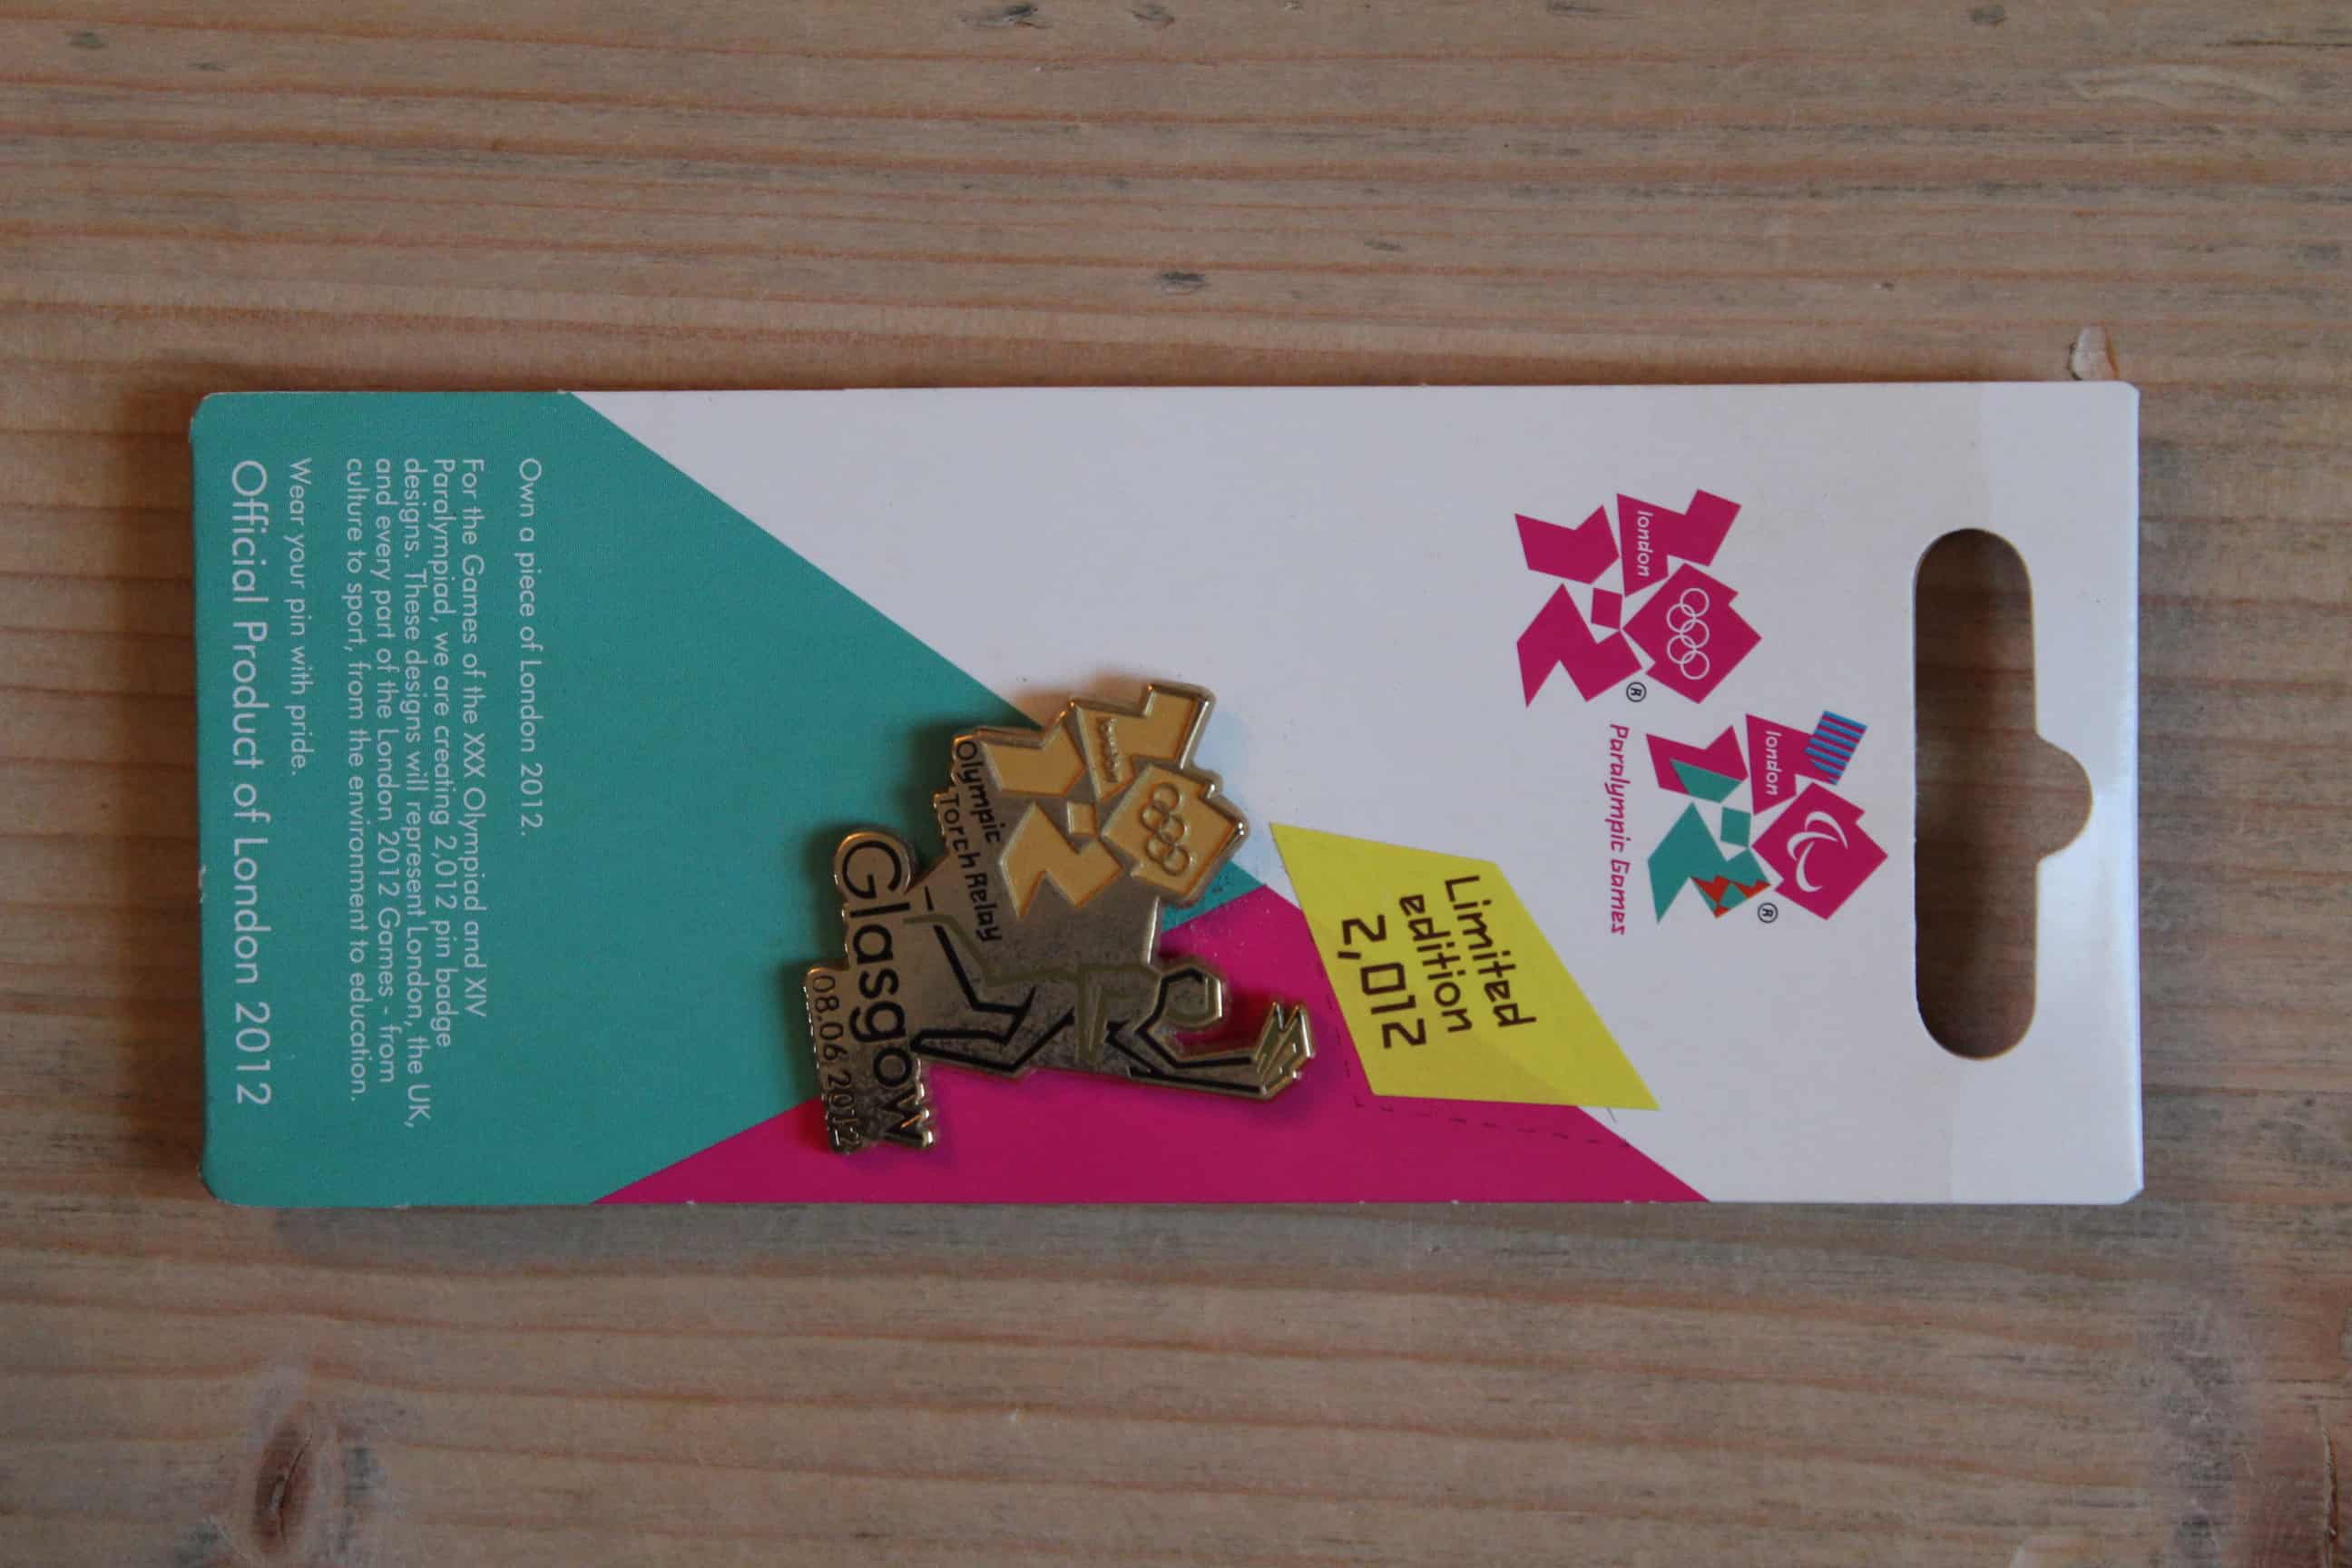 london
®
london
®
Paralympic Games
Limited
edition
2,012
london
Olympic
Torch Relay
Glasgow
08.06.2012
Own a piece of London 2012.
For the Games of the XXX Olympiad and XIV
Paralympiad, we are creating 2,012 pin badge
designs. These designs will represent London, the UK,
and every part of the London 2012 Games - from
culture to sport, from the environment to education.
Wear your pin with pride.
Official Product of London 2012